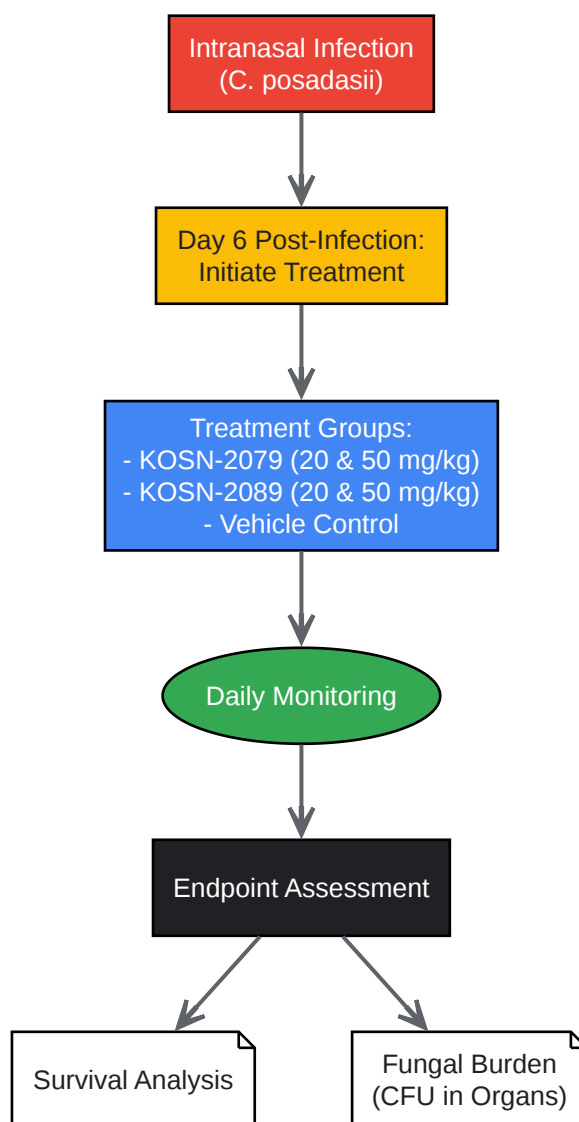 Intranasal Infection
(C. posadasii)
Day 6 Post-Infection:
Initiate Treatment
Treatment Groups:
- KOSN-2079 (20 & 50 mg/kg)
- KOSN-2089 (20 & 50 mg/kg)
- Vehicle Control
Daily Monitoring
Endpoint Assessment
Survival Analysis
Fungal Burden
(CFU in Organs)